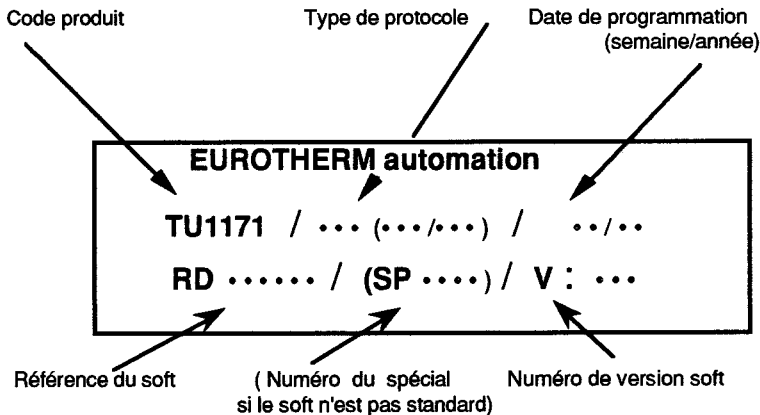 Code produit
Type de protocole
Date de programmation
(semaine/année)
EUROTHERM automation
TU1171 / ••• (•••/•••) / ••/••
RD •••••• / (SP ••••) / V : •••
Référence du soft
( Numéro du spécial
si le soft n'est pas standard)
Numéro de version soft